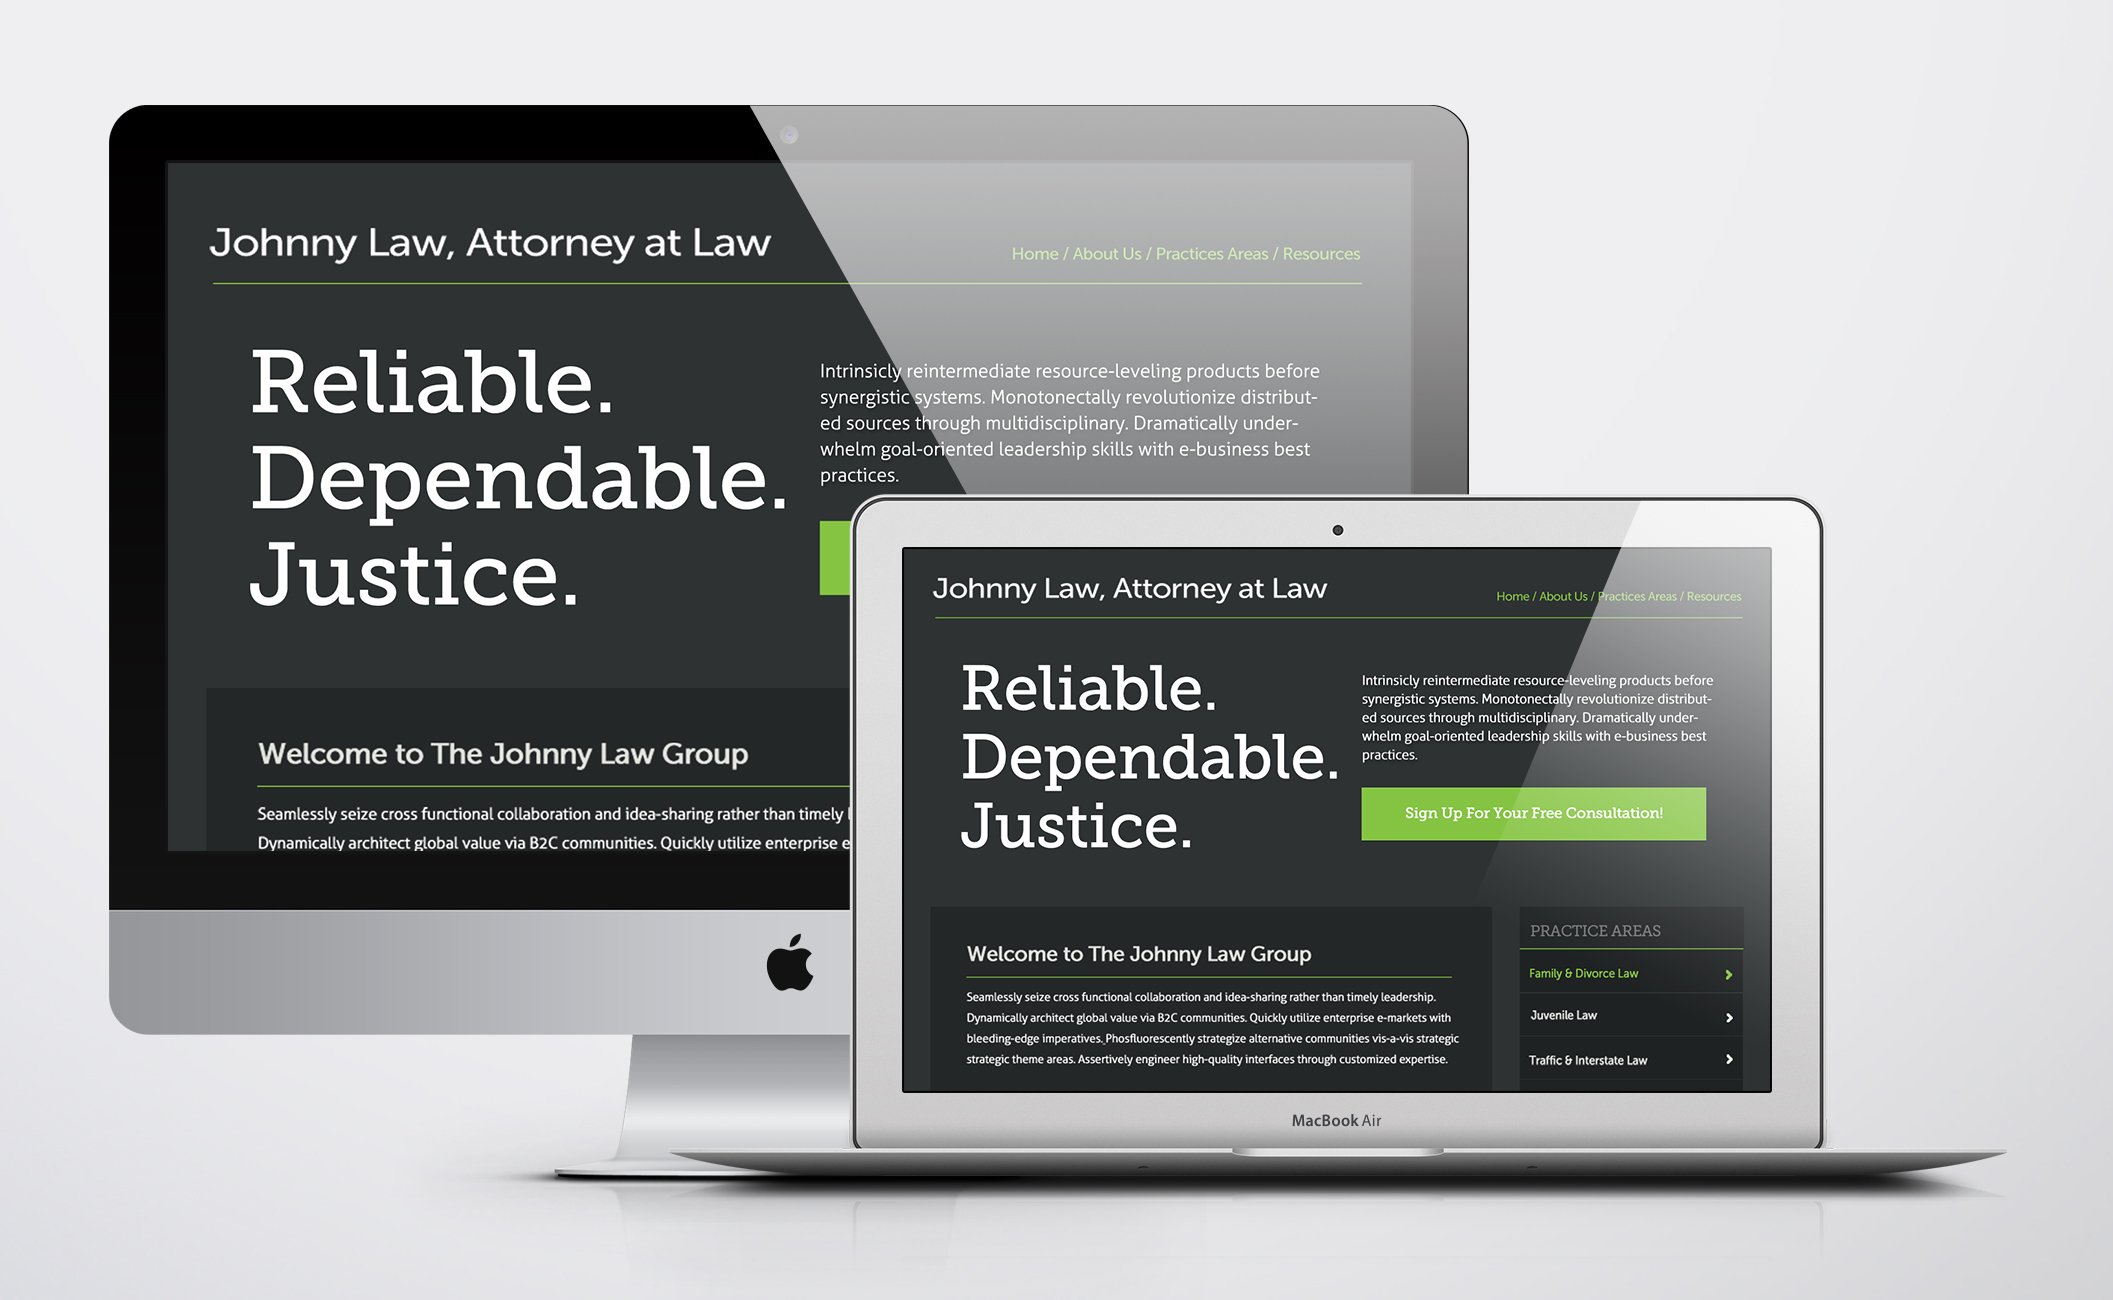 Johnny Law, Attorney at Law
Home / About Us / Practices Areas / Resources
Reliable.
Dependable.
Justice.
Intrinsicly reintermediate resource-leveling products before
synergistic systems. Monotonectally revolutionize distribut-
ed sources through multidisciplinary. Dramatically under-
whelm goal-oriented leadership skills with e-business best
practices.
Welcome to The Johnny Law Group
Seamlessly seize cross functional collaboration and idea-sharing rather than timely
Dynamically architect global value via B2C communities. Quickly utilize enterprise e
Johnny Law, Attorney at Law
Home / About Us / Practices Areas / Resources
Reliable.
Dependable.
Justice.
Intrinsicly reintermediate resource-leveling products before
synergistic systems. Monotonectally revolutionize distribut-
ed sources through multidisciplinary. Dramatically under-
whelm goal-oriented leadership skills with e-business best
practices.
Sign Up For Your Free Consultation!
Welcome to The Johnny Law Group
Seamlessly seize cross functional collaboration and idea-sharing rather than timely leadership.
Dynamically architect global value via B2C communities. Quickly utilize enterprise e-markets with
bleeding-edge imperatives. Phosfluorescently strategize alternative communities vis-a-vis strategic
strategic theme areas. Assertively engineer high-quality interfaces through customized expertise.
PRACTICE AREAS
Family & Divorce Law
Juvenile Law
Traffic & Interstate Law
MacBook Air